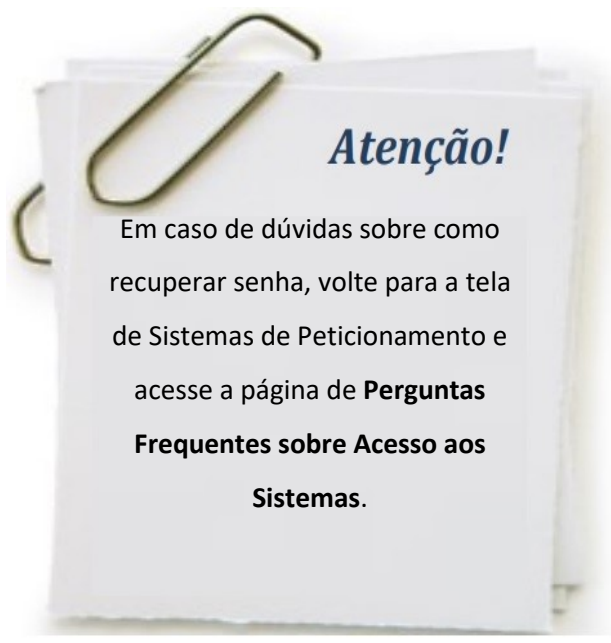 Atenção!
Em caso de dúvidas sobre como
recuperar senha, volte para a tela
de Sistemas de Peticionamento e
acesse a página de Perguntas
Frequentes sobre Acesso aos
Sistemas.